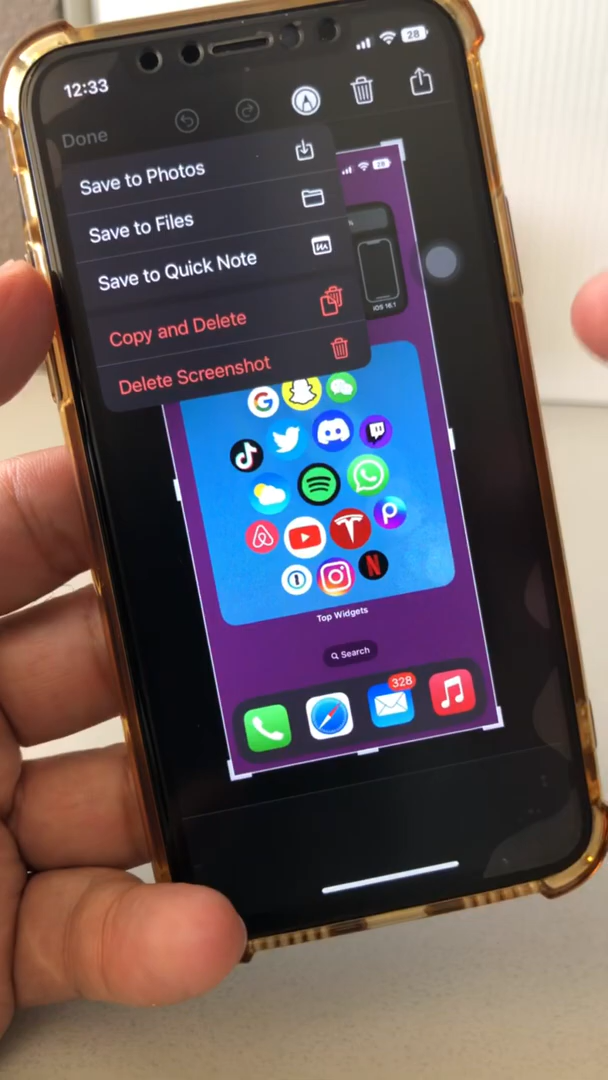 12:33
28
Done
Save to Photos
28
Save to Files
Save to Quick Note
iOS 16.1
Copy and Delete
Delete Screenshot
G
P
Top Widgets
Search
328